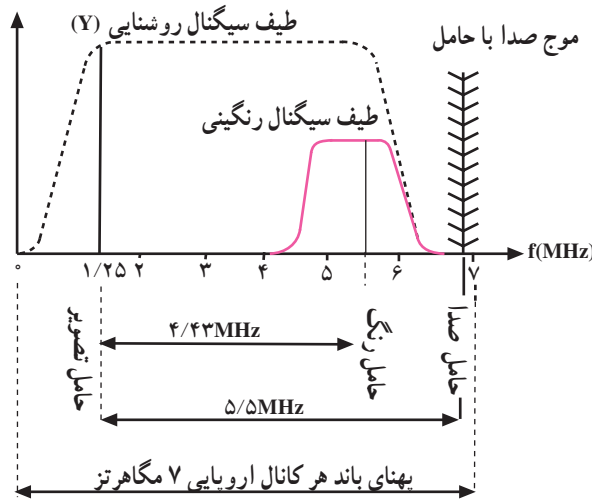 (Y) طیف سیگنال روشنایی
موج صدا با حامل
طیف سیگنال رنگینی
f(MHz)
۰ ۱/۲۵ ۲ ۳ ۴ ۵ ۶ ۷
حامل تصویر
۴/۴۳MHz
حامل رنگ
حامل صدا
۵/۵MHz
پهنای باند هر کانال اروپایی ۷ مگاهرتز